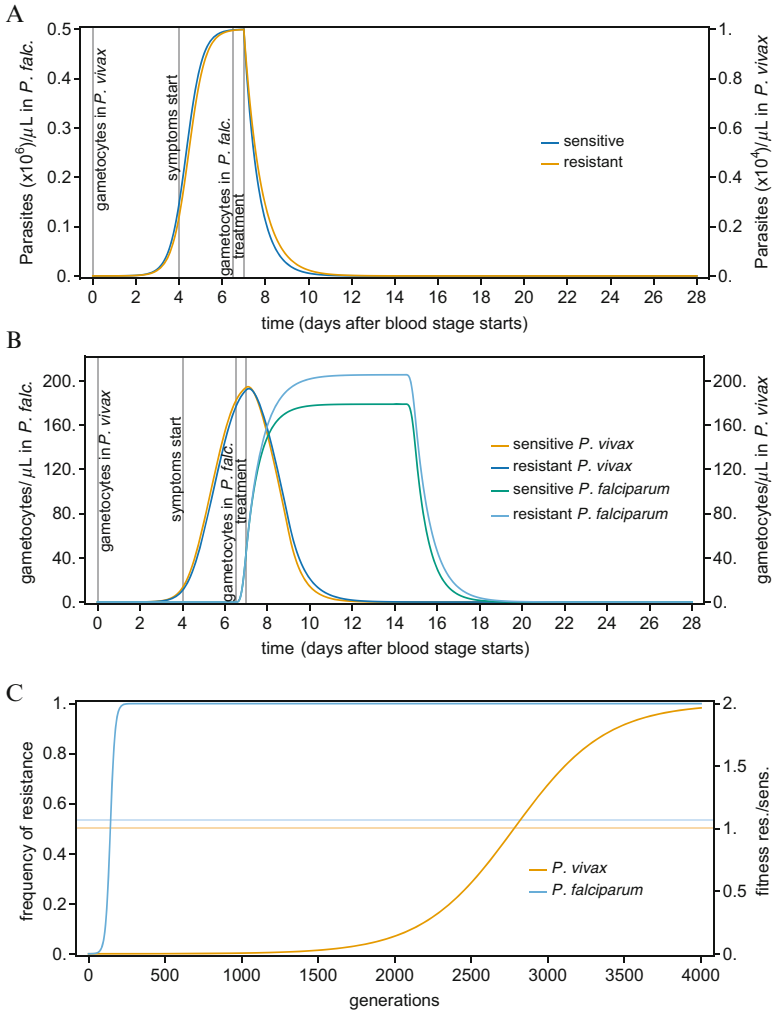 A
Parasites (x10⁶)/μL in P. falc.
0.5
0.4
0.3
0.2
0.1
0.
gametocytes in P. vivax
symptoms start
gametocytes in P. falc.
treatment
sensitive
resistant
1.
0.8
0.6
0.4
0.2
0.
Parasites (x10⁴)/μL in P. vivax
0 2 4 6 8 10 12 14 16 18 20 22 24 26 28
time (days after blood stage starts)
B
gametocytes/ μL in P. falc.
200.
160.
120.
80.
40.
0.
gametocytes in P. vivax
symptoms start
gametocytes in P. falc.
treatment
sensitive P. vivax
resistant P. vivax
sensitive P. falciparum
resistant P. falciparum
200.
160.
120.
80.
40.
0.
gametocytes/μL in P. vivax
0 2 4 6 8 10 12 14 16 18 20 22 24 26 28
time (days after blood stage starts)
C
frequency of resistance
1.
0.8
0.6
0.4
0.2
0.
P. vivax
P. falciparum
2.
1.5
1.
0.5
0.
fitness res./sens.
0 500 1000 1500 2000 2500 3000 3500 4000
generations